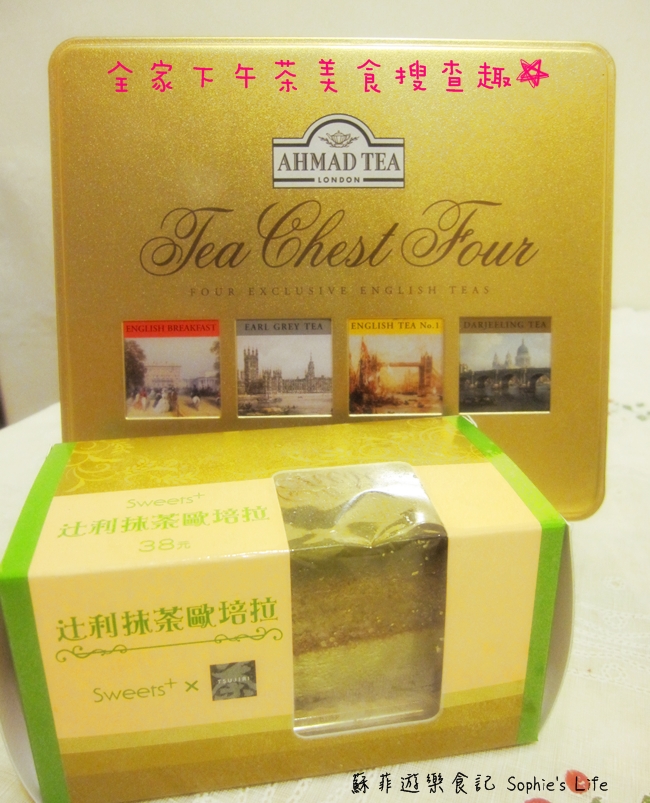 全家下午茶美食搜查趣
AHMAD TEA
LONDON
Tea Chest Four
FOUR EXCLUSIVE ENGLISH TEAS
ENGLISH BREAKFAST
EARL GREY TEA
ENGLISH TEA No.1
DARJEELING TEA
Sweets+
辻利抹茶歐培拉
38元
辻利抹茶歐培拉
Sweets+ × TSUJIRI
蘇菲遊樂食記 Sophie's Life